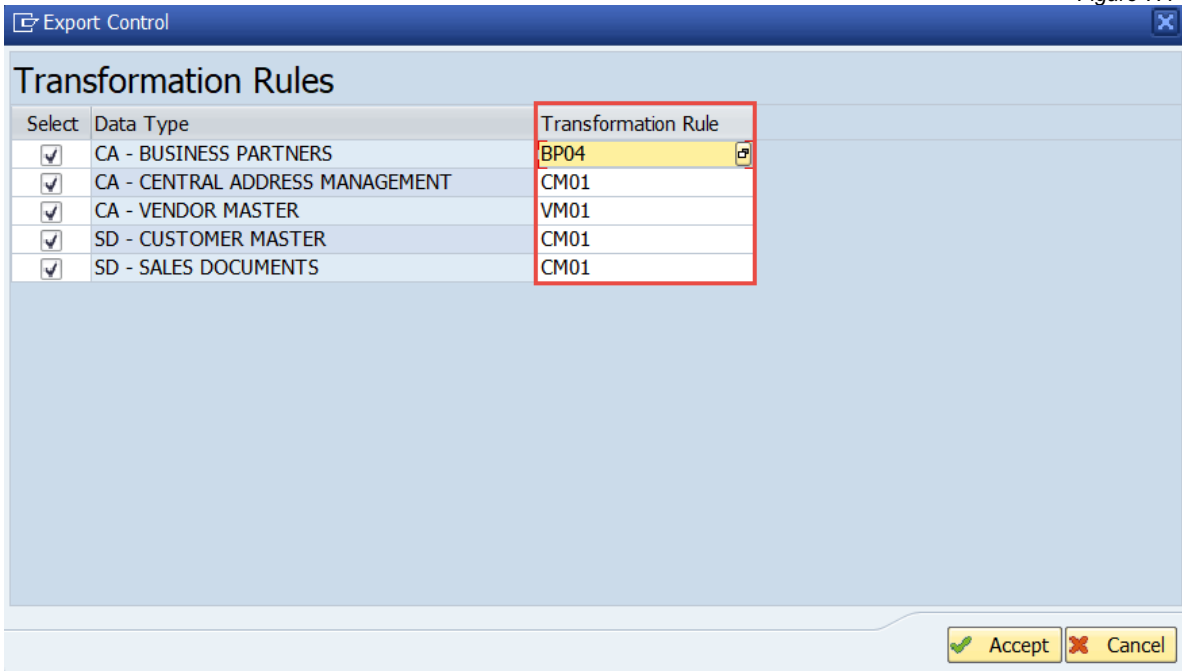 Export Control
Transformation Rules
Select Data Type Transformation Rule
CA - BUSINESS PARTNERS BP04
CA - CENTRAL ADDRESS MANAGEMENT CM01
CA - VENDOR MASTER VM01
SD - CUSTOMER MASTER CM01
SD - SALES DOCUMENTS CM01
Accept Cancel